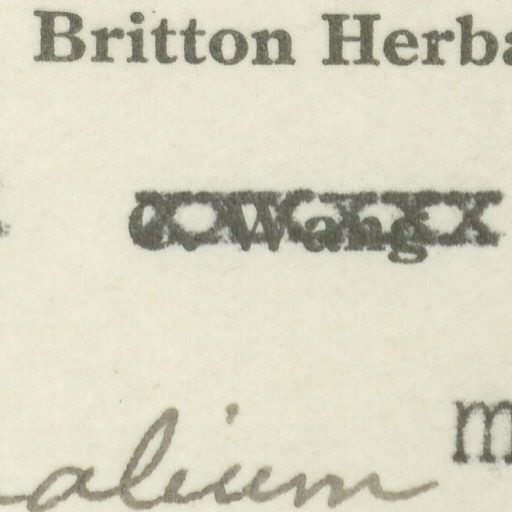 Britton Herba
C. Wang
m
alium